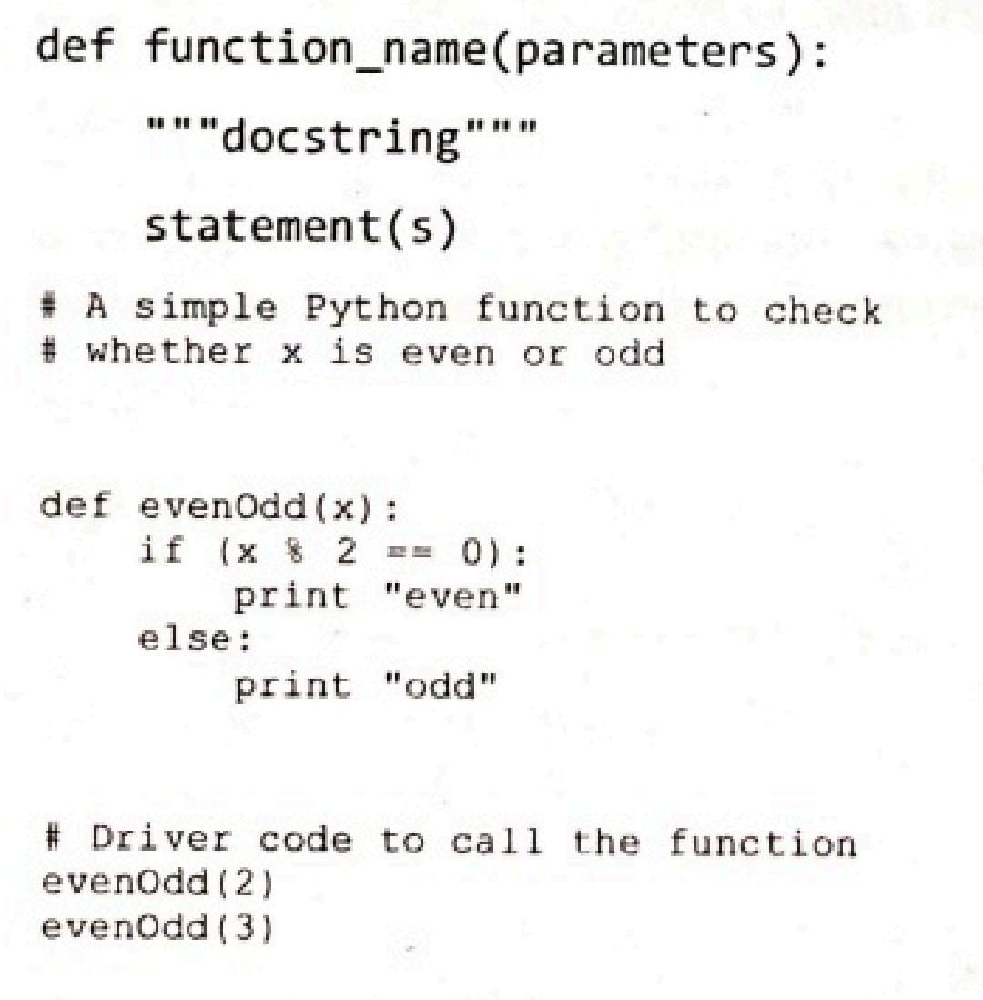 def function_name(parameters):
    """docstring"""
    statement(s)
# A simple Python function to check
# whether x is even or odd
def evenOdd(x):
    if (x % 2 == 0):
        print "even"
    else:
        print "odd"
# Driver code to call the function
evenOdd(2)
evenOdd(3)